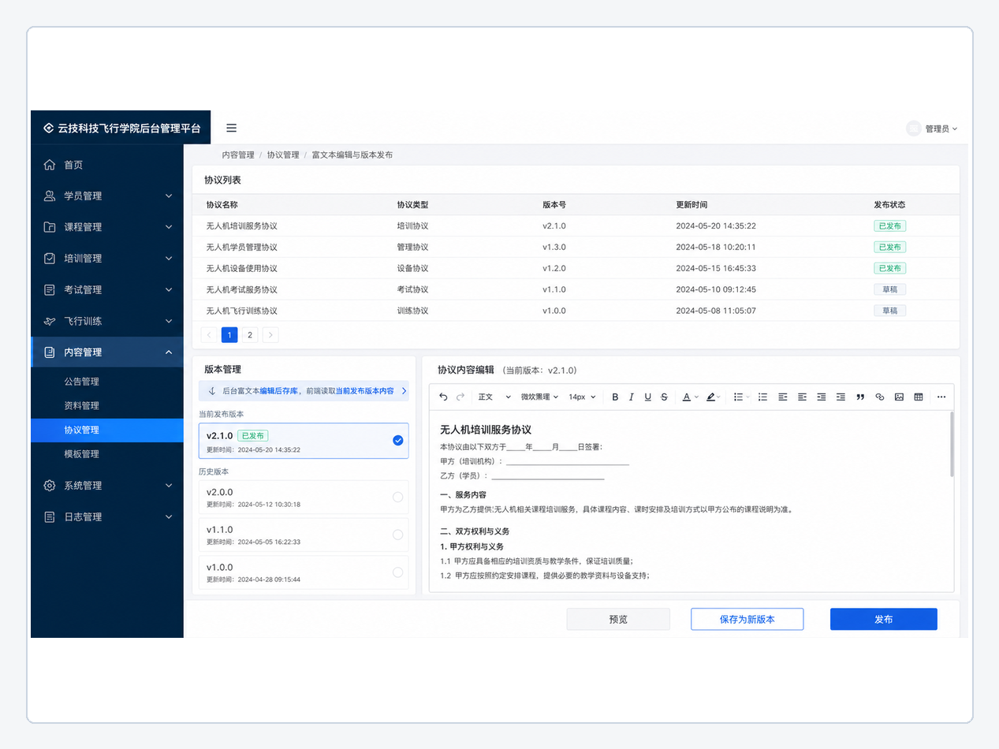 云技科技飞行学院后台管理平台
管理员
首页
学员管理
课程管理
培训管理
考试管理
飞行训练
内容管理
公告管理
资料管理
协议管理
模板管理
系统管理
日志管理
内容管理 / 协议管理 / 富文本编辑与版本发布
协议列表
协议名称 协议类型 版本号 更新时间 发布状态
无人机培训服务协议 培训协议 v2.1.0 2024-05-20 14:35:22 已发布
无人机学员管理协议 管理协议 v1.3.0 2024-05-18 10:20:11 已发布
无人机设备使用协议 设备协议 v1.2.0 2024-05-15 16:45:33 已发布
无人机考试服务协议 考试协议 v1.1.0 2024-05-10 09:12:45 草稿
无人机飞行训练协议 训练协议 v1.0.0 2024-05-08 11:05:07 草稿
1 2
版本管理
后台富文本编辑后存库，前端读取当前发布版本内容
当前发布版本
v2.1.0 已发布
更新时间：2024-05-20 14:35:22
历史版本
v2.0.0
更新时间：2024-05-12 10:30:18
v1.1.0
更新时间：2024-05-05 16:22:33
v1.0.0
更新时间：2024-04-28 09:15:44
协议内容编辑 （当前版本：v2.1.0）
正文 14px B I U S A
无人机培训服务协议
本协议由以下双方于_____年_____月_____日签署：
甲方（培训机构）：
乙方（学员）：
一、服务内容
甲方为乙方提供:无人机相关课程培训服务，具体课程内容、课时安排及培训方式以甲方公布的课程说明为准。
二、双方权利与义务
1. 甲方权利与义务
1.1 甲方应具备相应的培训资质与教学条件，保证培训质量；
1.2 甲方应按照约定安排课程，提供必要的教学资料与设备支持；
预览 保存为新版本 发布